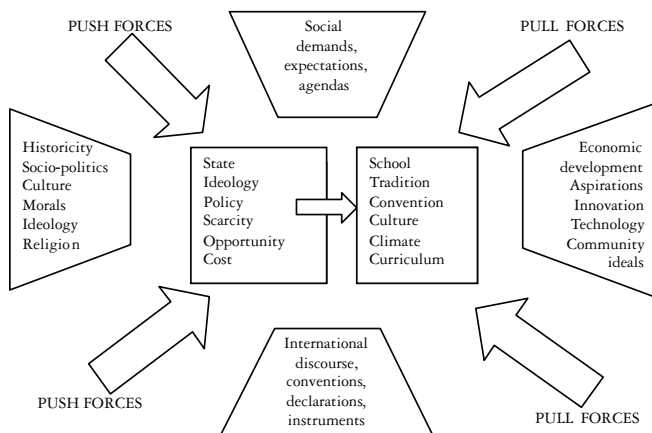 PUSH FORCES
Social
demands,
expectations,
agendas
PULL FORCES
Historicity
Socio-politics
Culture
Morals
Ideology
Religion
State
Ideology
Policy
Scarcity
Opportunity
Cost
School
Tradition
Convention
Culture
Climate
Curriculum
Economic
development
Aspirations
Innovation
Technology
Community
ideals
International
discourse,
conventions,
declarations,
instruments
PUSH FORCES
PULL FORCES